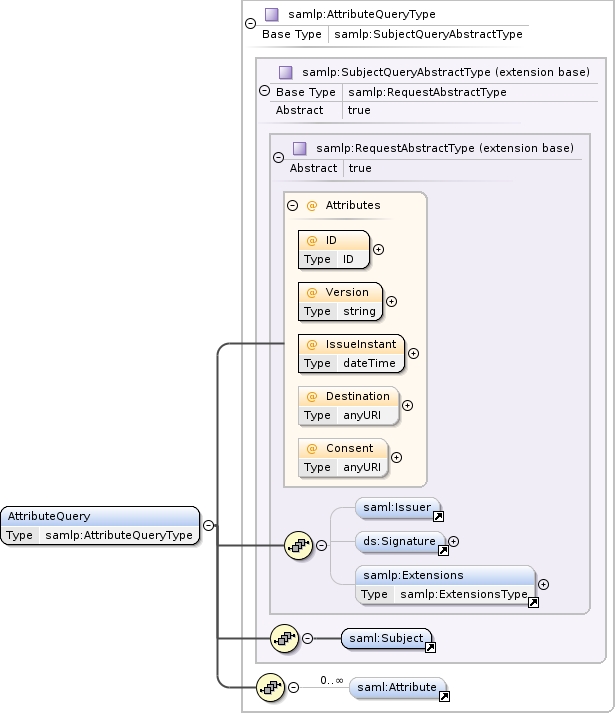 samlp:AttributeQueryType
Base Type samlp:SubjectQueryAbstractType
samlp:SubjectQueryAbstractType (extension base)
Base Type samlp:RequestAbstractType
Abstract true
samlp:RequestAbstractType (extension base)
Abstract true
@ Attributes
@ ID
Type ID
@ Version
Type string
@ IssueInstant
Type dateTime
@ Destination
Type anyURI
@ Consent
Type anyURI
AttributeQuery
Type samlp:AttributeQueryType
saml:Issuer
ds:Signature
samlp:Extensions
Type samlp:ExtensionsType
saml:Subject
0..∞
saml:Attribute